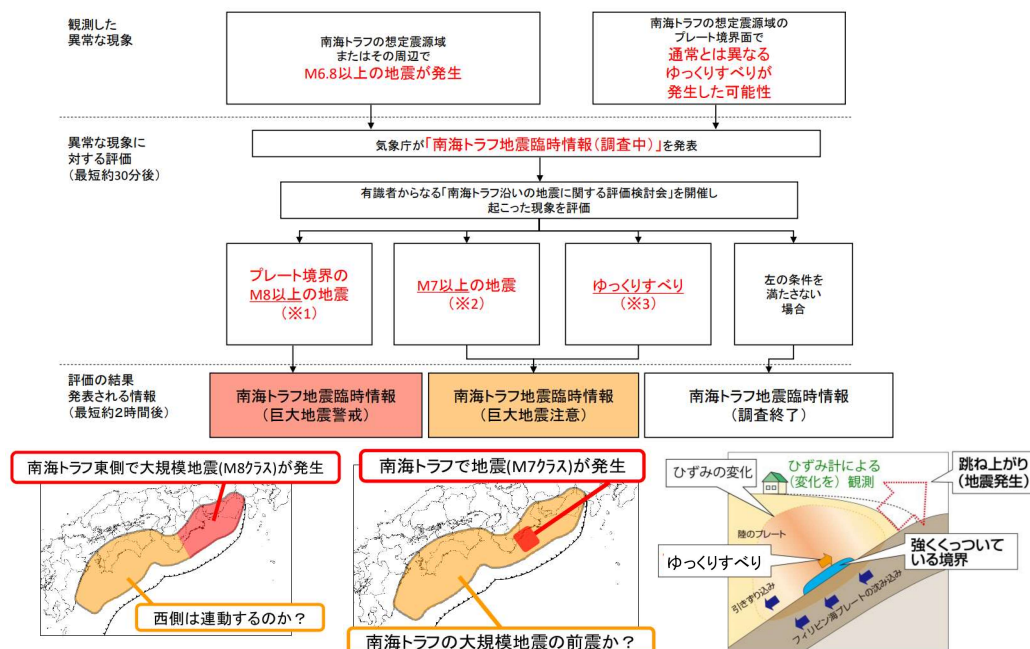 観測した
異常な現象
南海トラフの想定震源域
またはその周辺で
M6.8以上の地震が発生
南海トラフの想定震源域の
プレート境界面で
通常とは異なる
ゆっくりすべりが
発生した可能性
異常な現象に
対する評価
(最短約30分後)
気象庁が「南海トラフ地震臨時情報(調査中)」を発表
有識者からなる「南海トラフ沿いの地震に関する評価検討会」を開催し
起こった現象を評価
プレート境界の
M8以上の地震
(※1)
M7以上の地震
(※2)
ゆっくりすべり
(※3)
左の条件を
満たさない
場合
評価の結果
発表される情報
(最短約2時間後)
南海トラフ地震臨時情報
(巨大地震警戒)
南海トラフ地震臨時情報
(巨大地震注意)
南海トラフ地震臨時情報
(調査終了)
南海トラフ東側で大規模地震(M8クラス)が発生
西側は連動するのか?
南海トラフで地震(M7クラス)が発生
南海トラフの大規模地震の前震か?
ひずみの変化
ひずみ計による
(変化を)観測
跳ね上がり
(地震発生)
陸のプレート
ゆっくりすべり
強くくっついて
いる境界
引きずり込み
フィリピン海プレートの沈み込み